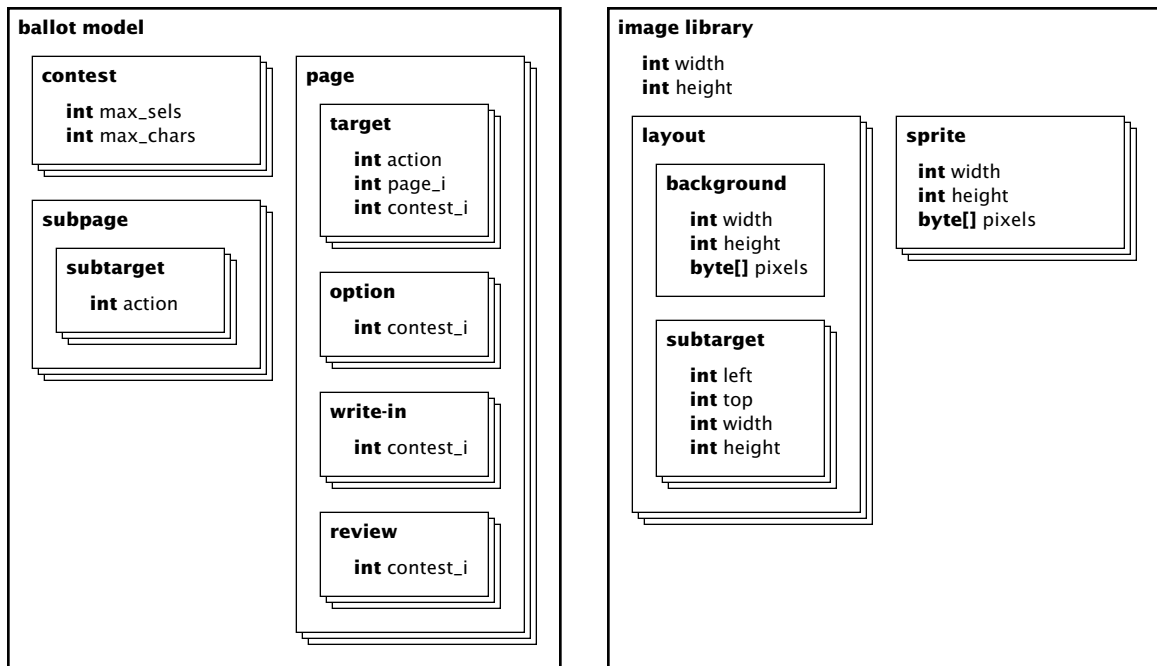 ballot model
contest
int max_sels
int max_chars
subpage
subtarget
int action
page
target
int action
int page_i
int contest_i
option
int contest_i
write-in
int contest_i
review
int contest_i
image library
int width
int height
layout
background
int width
int height
byte[] pixels
subtarget
int left
int top
int width
int height
sprite
int width
int height
byte[] pixels